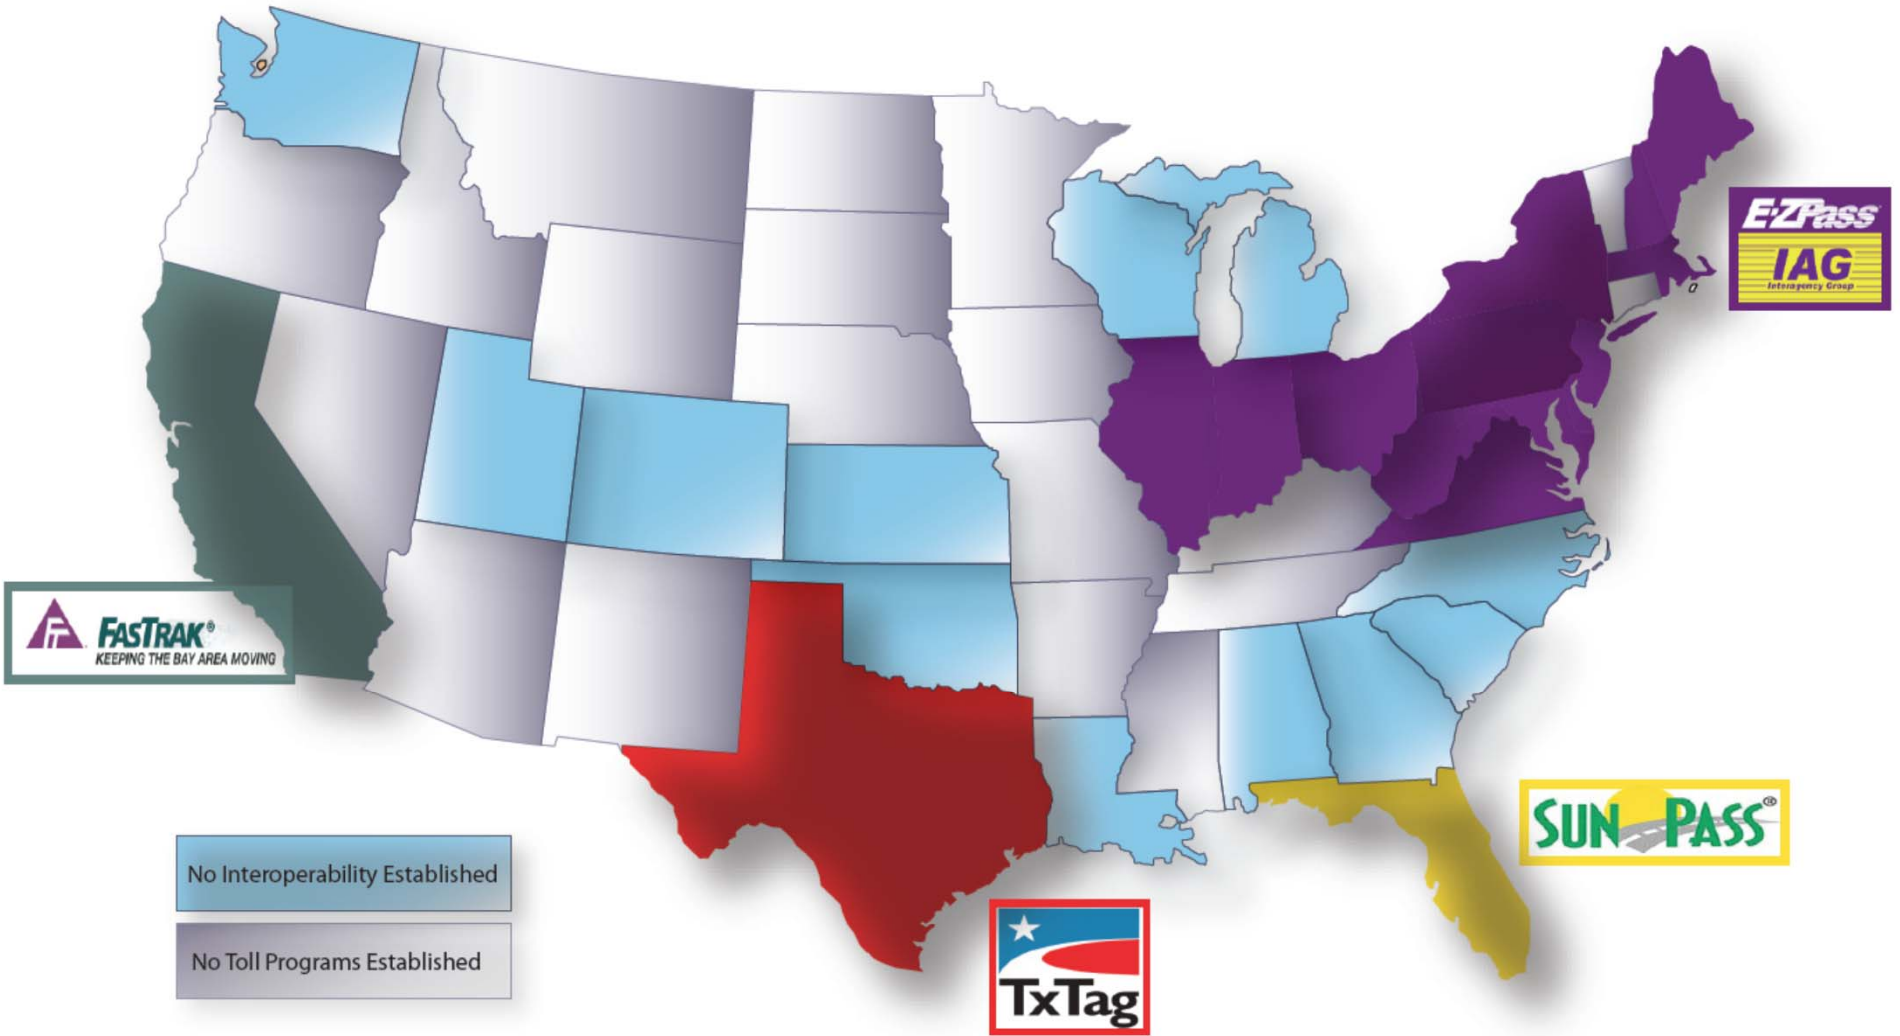 E-ZPass
IAG
Interagency Group
FT
FASTRAK®
KEEPING THE BAY AREA MOVING
SUN PASS®
No Interoperability Established
No Toll Programs Established
TxTag